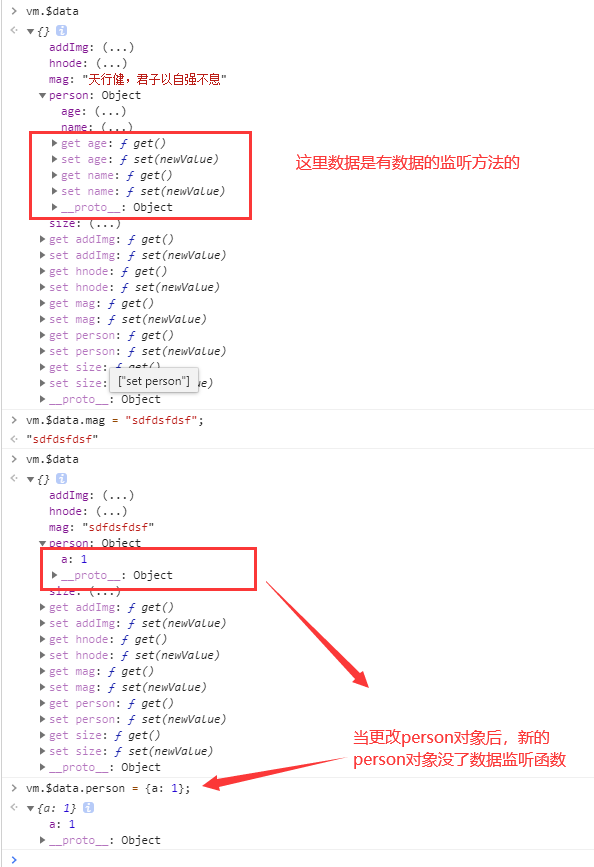 > vm.$data
<· ▼{} i
addImg: (...)
hnode: (...)
mag: "天行健，君子以自强不息"
▼person: Object
age: (...)
name: (...)
▶get age: ƒ get()
▶set age: ƒ set(newValue)
▶get name: ƒ get()
▶set name: ƒ set(newValue)
▶__proto__: Object
这里数据是有数据的监听方法的
size: (...)
▶get addImg: ƒ get()
▶set addImg: ƒ set(newValue)
▶get hnode: ƒ get()
▶set hnode: ƒ set(newValue)
▶get mag: ƒ get()
▶set mag: ƒ set(newValue)
▶get person: ƒ get()
▶set person: ƒ set(newValue)
▶get size: ƒ get()
["set person"]
▶set size: alue)
▶__proto__: Object
> vm.$data.mag = "sdfdsfdsf";
<· "sdfdsfdsf"
> vm.$data
<· ▼{} i
addImg: (...)
hnode: (...)
mag: "sdfdsfdsf"
▼person: Object
a: 1
▶__proto__: Object
size: (...)
▶get addImg: ƒ get()
▶set addImg: ƒ set(newValue)
▶get hnode: ƒ get()
▶set hnode: ƒ set(newValue)
▶get mag: ƒ get()
▶set mag: ƒ set(newValue)
▶get person: ƒ get()
▶set person: ƒ set(newValue)
▶get size: ƒ get()
▶set size: ƒ set(newValue)
▶__proto__: Object
当更改person对象后，新的
person对象没了数据监听函数
> vm.$data.person = {a: 1};
<· ▼{a: 1} i
a: 1
▶__proto__: Object
>